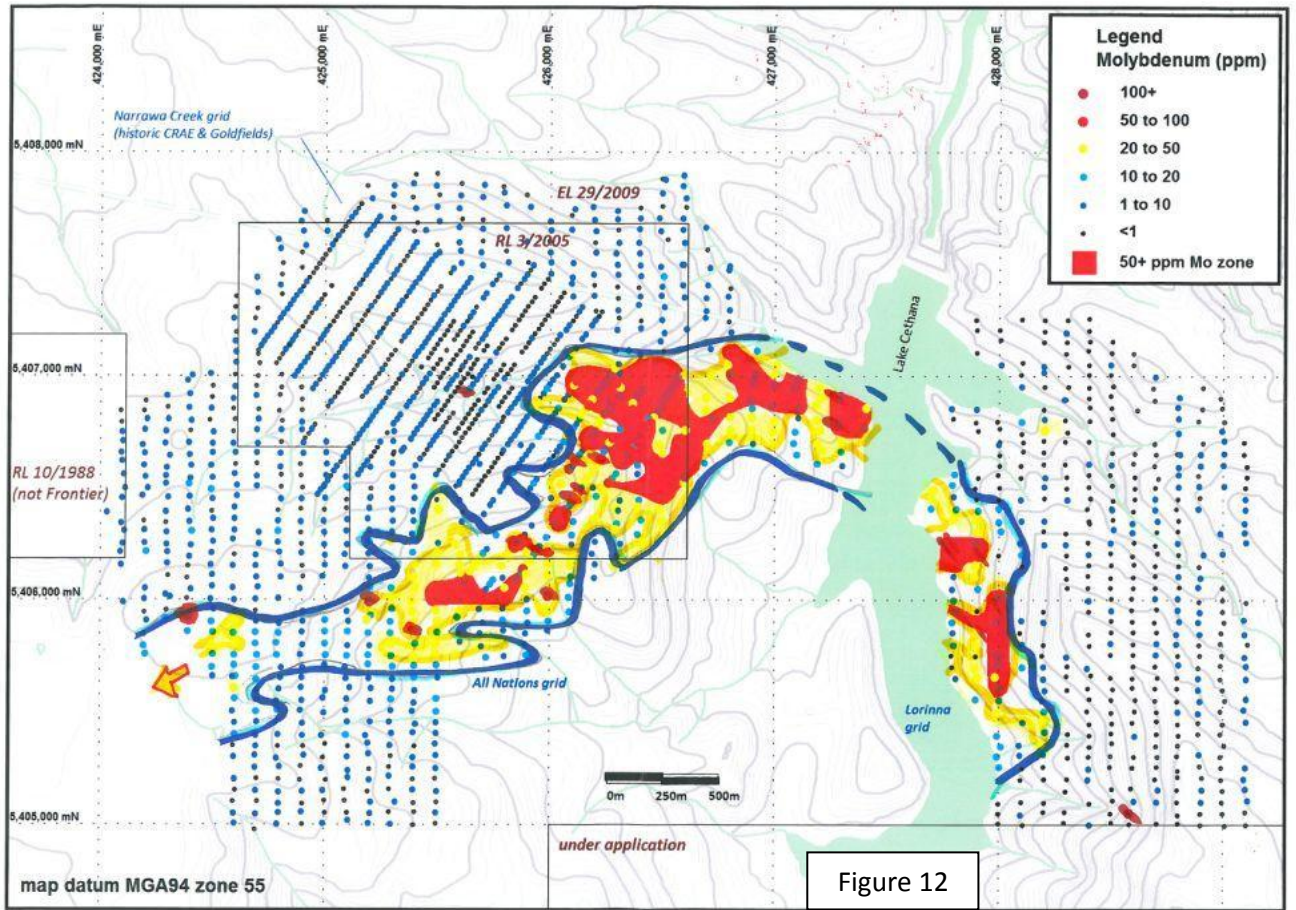 424,000 mE
425,000 mE
426,000 mE
427,000 mE
428,000 mE
Legend
Molybdenum (ppm)
100+
50 to 100
20 to 50
10 to 20
1 to 10
<1
50+ ppm Mo zone
Narrawa Creek grid
(historic CRAE & Goldfields)
5,408,000 mN
EL 29/2009
RL 3/2005
Lake Cethana
5,407,000 mN
RL 10/1988
(not Frontier)
5,406,000 mN
All Nations grid
Lorinna
grid
0m 250m 500m
5,405,000 mN
under application
map datum MGA94 zone 55
Figure 12